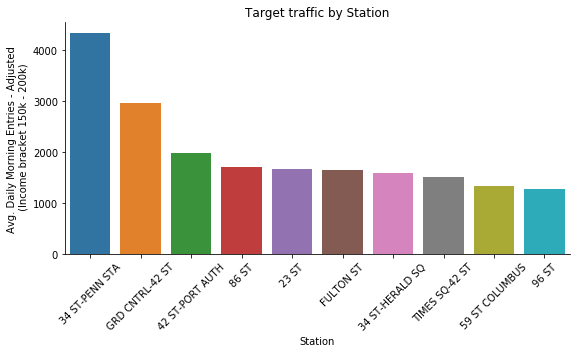 Target traffic by Station
Avg. Daily Morning Entries - Adjusted
(Income bracket 150k - 200k)
4000
3000
2000
1000
0
34 ST-PENN STA
GRD CNTRL-42 ST
42 ST-PORT AUTH
86 ST
23 ST
FULTON ST
34 ST-HERALD SQ
TIMES SQ-42 ST
59 ST COLUMBUS
96 ST
Station